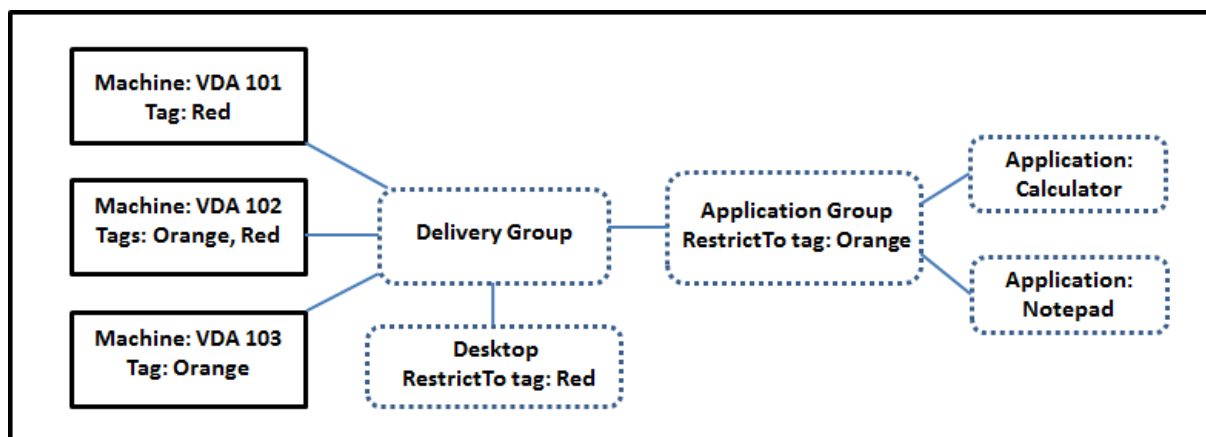 Machine: VDA 101
Tag: Red
Machine: VDA 102
Tags: Orange, Red
Machine: VDA 103
Tag: Orange
Delivery Group
Desktop
RestrictTo tag: Red
Application Group
RestrictTo tag: Orange
Application:
Calculator
Application:
Notepad